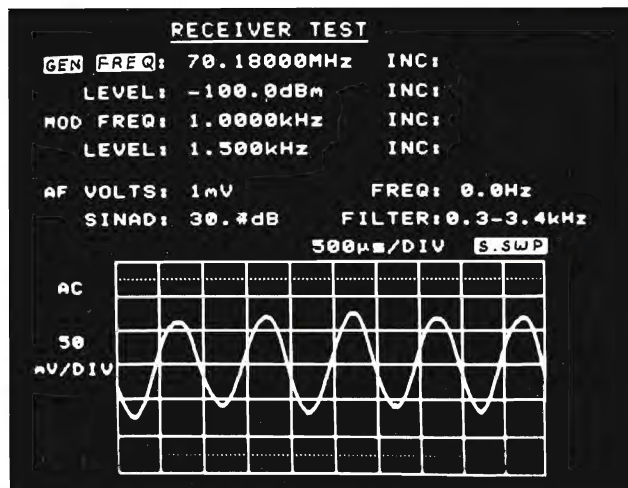 RECEIVER TEST
GEN FREQ: 70.18000MHz INC:
LEVEL: -100.0dBm INC:
MOD FREQ: 1.0000kHz INC:
LEVEL: 1.500kHz INC:
AF VOLTS: 1mV FREQ: 0.0Hz
SINAD: 30.*dB FILTER:0.3-3.4kHz
500µs/DIV S.SWP
AC
50
mV/DIV